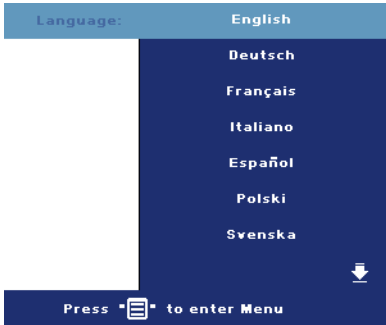 Language: English
Deutsch
Français
Italiano
Español
Polski
Svenska
Press "" to enter Menu